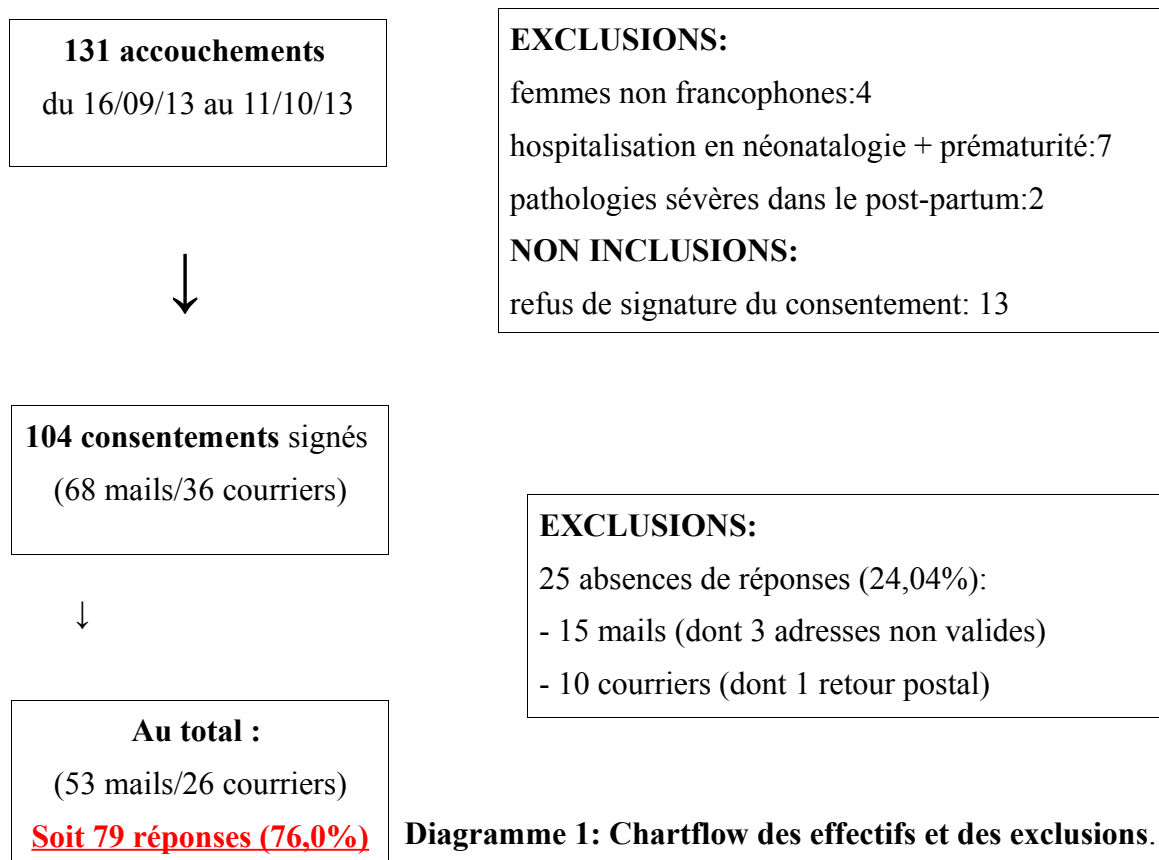 131 accouchements
du 16/09/13 au 11/10/13
EXCLUSIONS:
femmes non francophones:4
hospitalisation en néonatalogie + prématurité:7
pathologies sévères dans le post-partum:2
NON INCLUSIONS:
refus de signature du consentement: 13
↓
104 consentements signés
(68 mails/36 courriers)
EXCLUSIONS:
25 absences de réponses (24,04%):
- 15 mails (dont 3 adresses non valides)
- 10 courriers (dont 1 retour postal)
↓
Au total :
(53 mails/26 courriers)
Soit 79 réponses (76,0%)
Diagramme 1: Chartflow des effectifs et des exclusions.